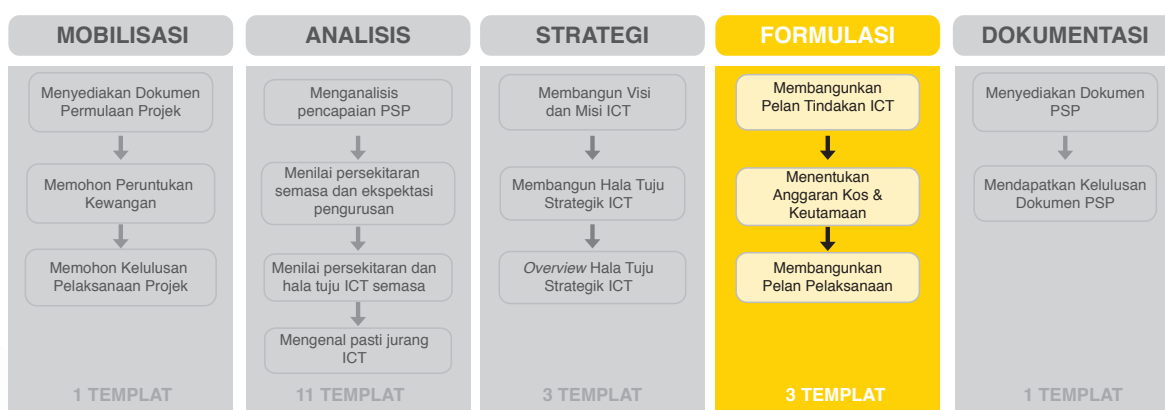 MOBILISASI
Menyediakan Dokumen
Permulaan Projek
Memohon Peruntukan
Kewangan
Memohon Kelulusan
Pelaksanaan Projek
1 TEMPLAT
ANALISIS
Menganalisis
pencapaian PSP
Menilai persekitaran
semasa dan ekspektasi
pengurusan
Menilai persekitaran dan
hala tuju ICT semasa
Mengenal pasti jurang
ICT
11 TEMPLAT
STRATEGI
Membangun Visi
dan Misi ICT
Membangun Hala Tuju
Strategik ICT
Overview Hala Tuju
Strategik ICT
3 TEMPLAT
FORMULASI
Membangunkan
Pelan Tindakan ICT
Menentukan
Anggaran Kos &
Keutamaan
Membangunkan
Pelan Pelaksanaan
3 TEMPLAT
DOKUMENTASI
Menyediakan Dokumen
PSP
Mendapatkan Kelulusan
Dokumen PSP
1 TEMPLAT